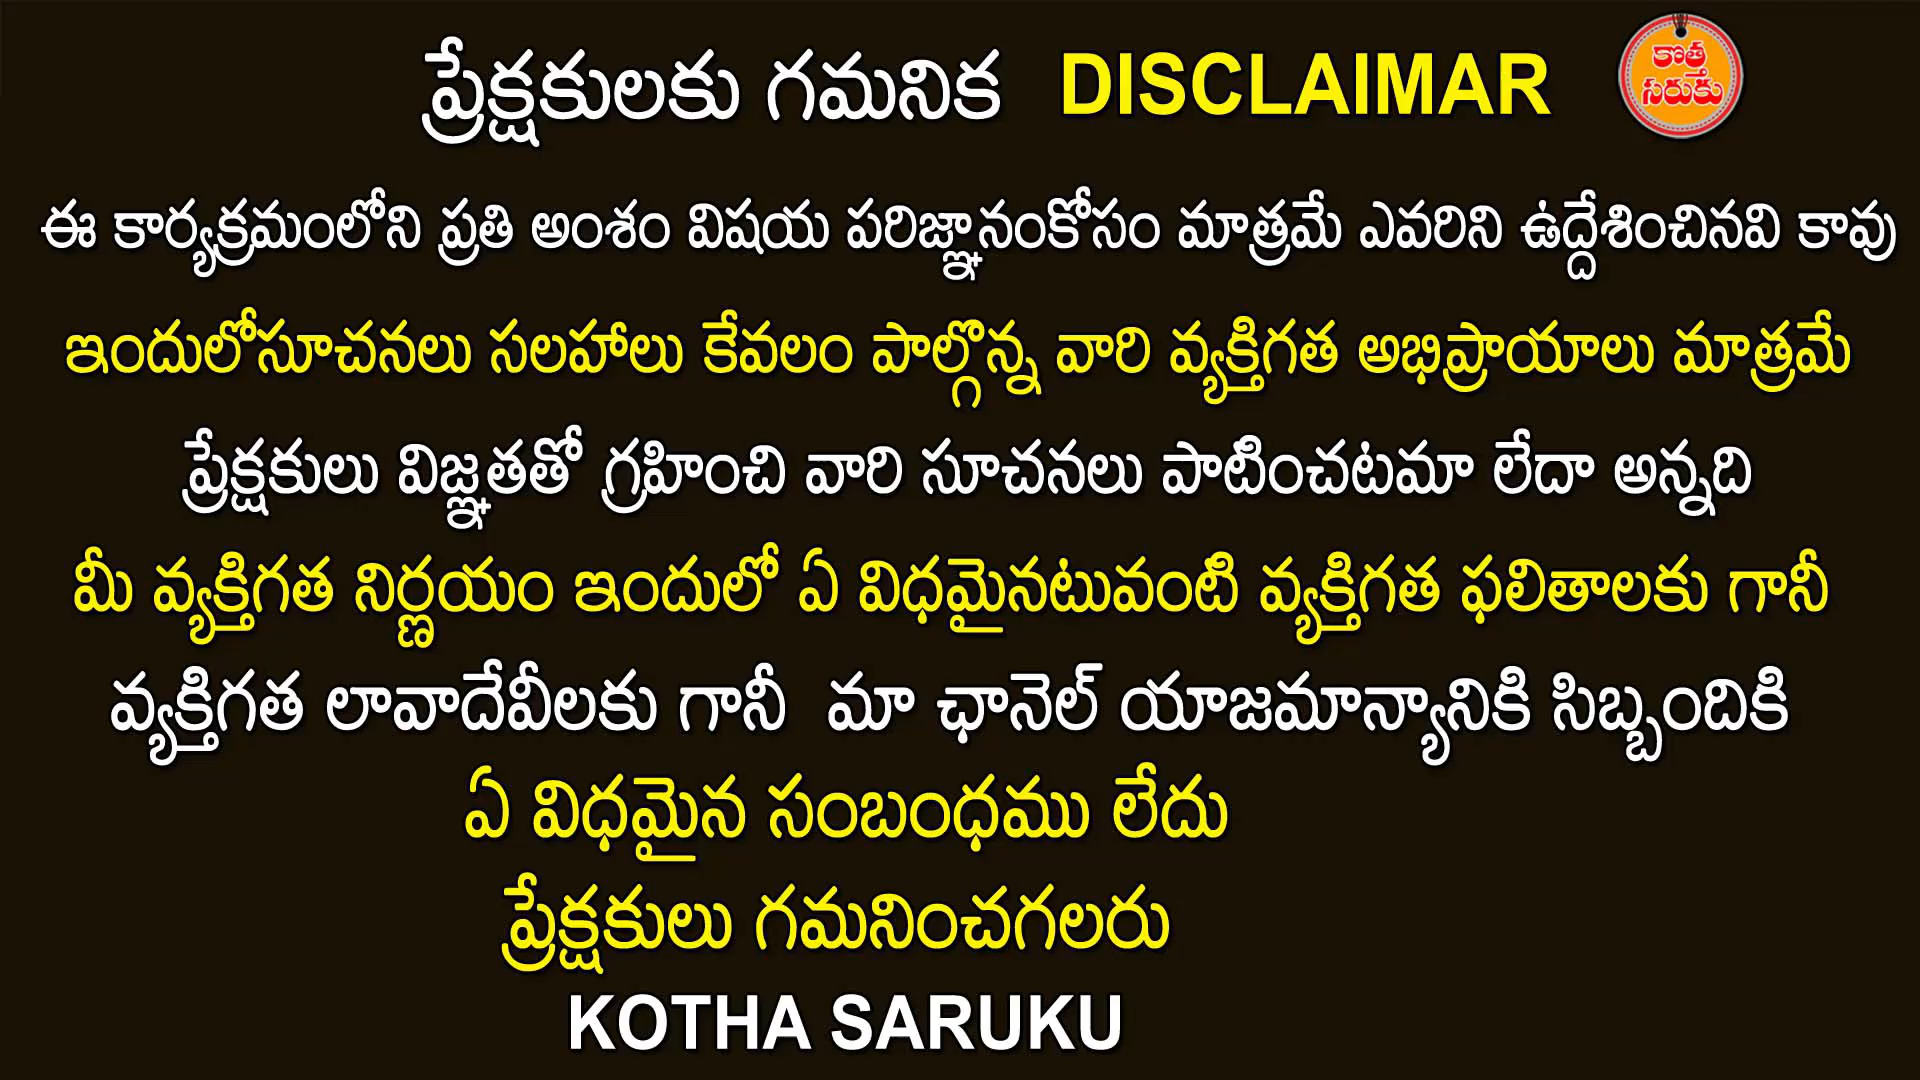 ప్రేక్షకులకు గమనిక DISCLAIMAR
కొత్త
సరుకు
ఈ కార్యక్రమంలోని ప్రతి అంశం విషయ పరిజ్ఞానంకోసం మాత్రమే ఎవరిని ఉద్దేశించినవి కావు
ఇందులోసూచనలు సలహాలు కేవలం పాల్గొన్న వారి వ్యక్తిగత అభిప్రాయాలు మాత్రమే
ప్రేక్షకులు విజ్ఞతతో గ్రహించి వారి సూచనలు పాటించటమా లేదా అన్నది
మీ వ్యక్తిగత నిర్ణయం ఇందులో ఏ విధమైనటువంటి వ్యక్తిగత ఫలితాలకు గానీ
వ్యక్తిగత లావాదేవీలకు గానీ మా ఛానెల్ యాజమాన్యానికి సిబ్బందికి
ఏ విధమైన సంబంధము లేదు
ప్రేక్షకులు గమనించగలరు
KOTHA SARUKU